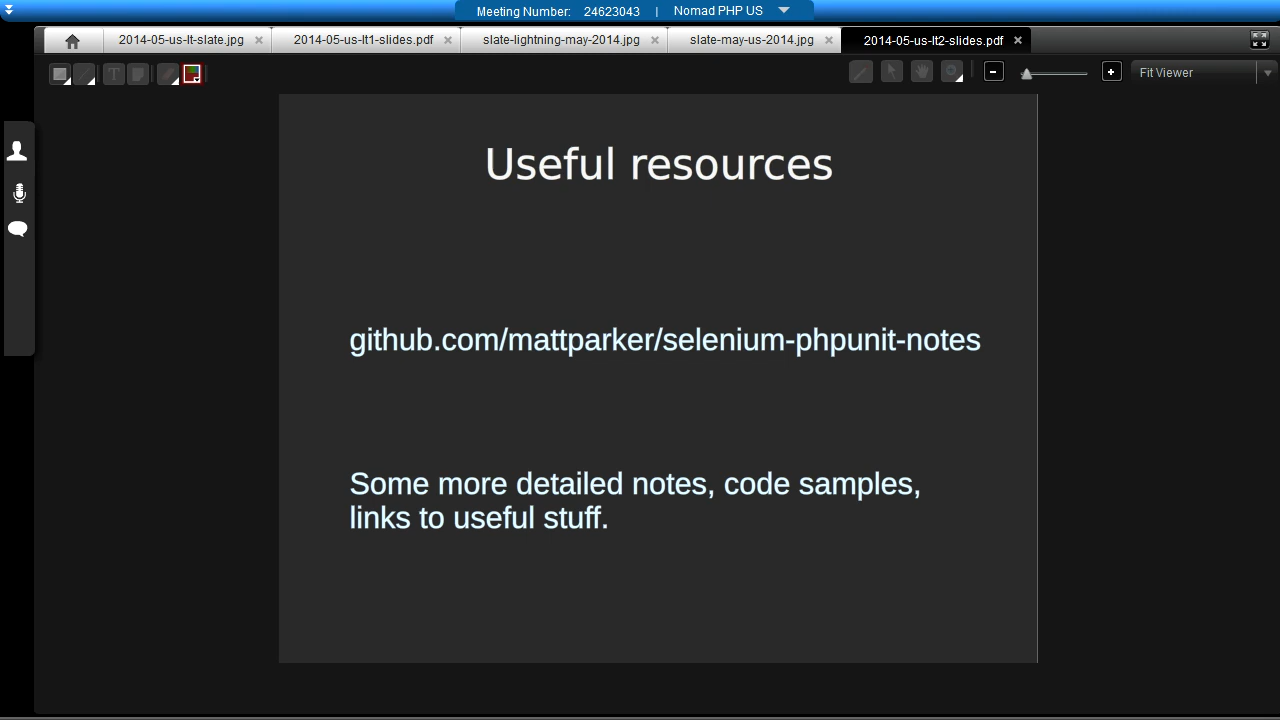 Meeting Number: 24623043 | Nomad PHP US
2014-05-us-lt-slate.jpg 2014-05-us-lt1-slides.pdf slate-lightning-may-2014.jpg slate-may-us-2014.jpg 2014-05-us-lt2-slides.pdf
T Fit Viewer
Useful resources
github.com/mattparker/selenium-phpunit-notes
Some more detailed notes, code samples,
links to useful stuff.